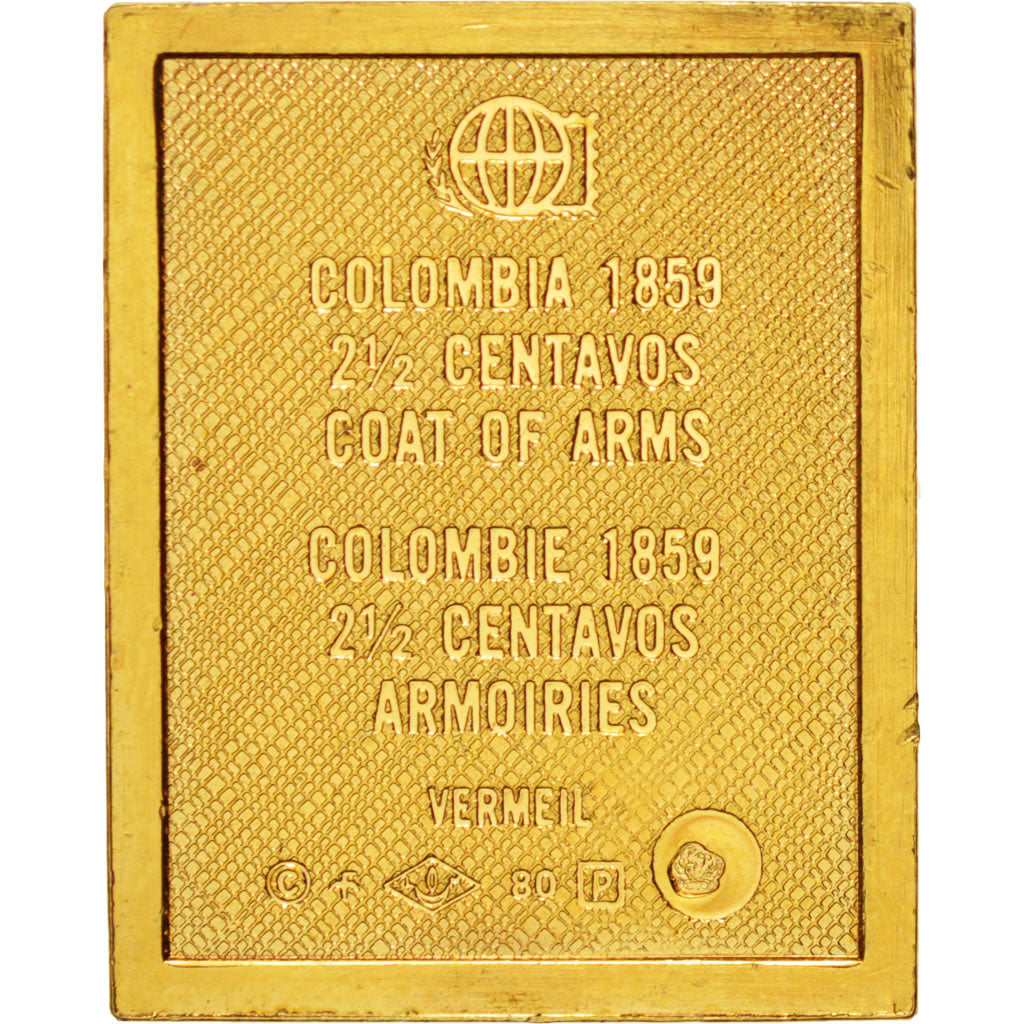 COLOMBIA 1859
2½ CENTAVOS
COAT OF ARMS
COLOMBIE 1859
2½ CENTAVOS
ARMOIRIES
VERMEIL
© 80 P